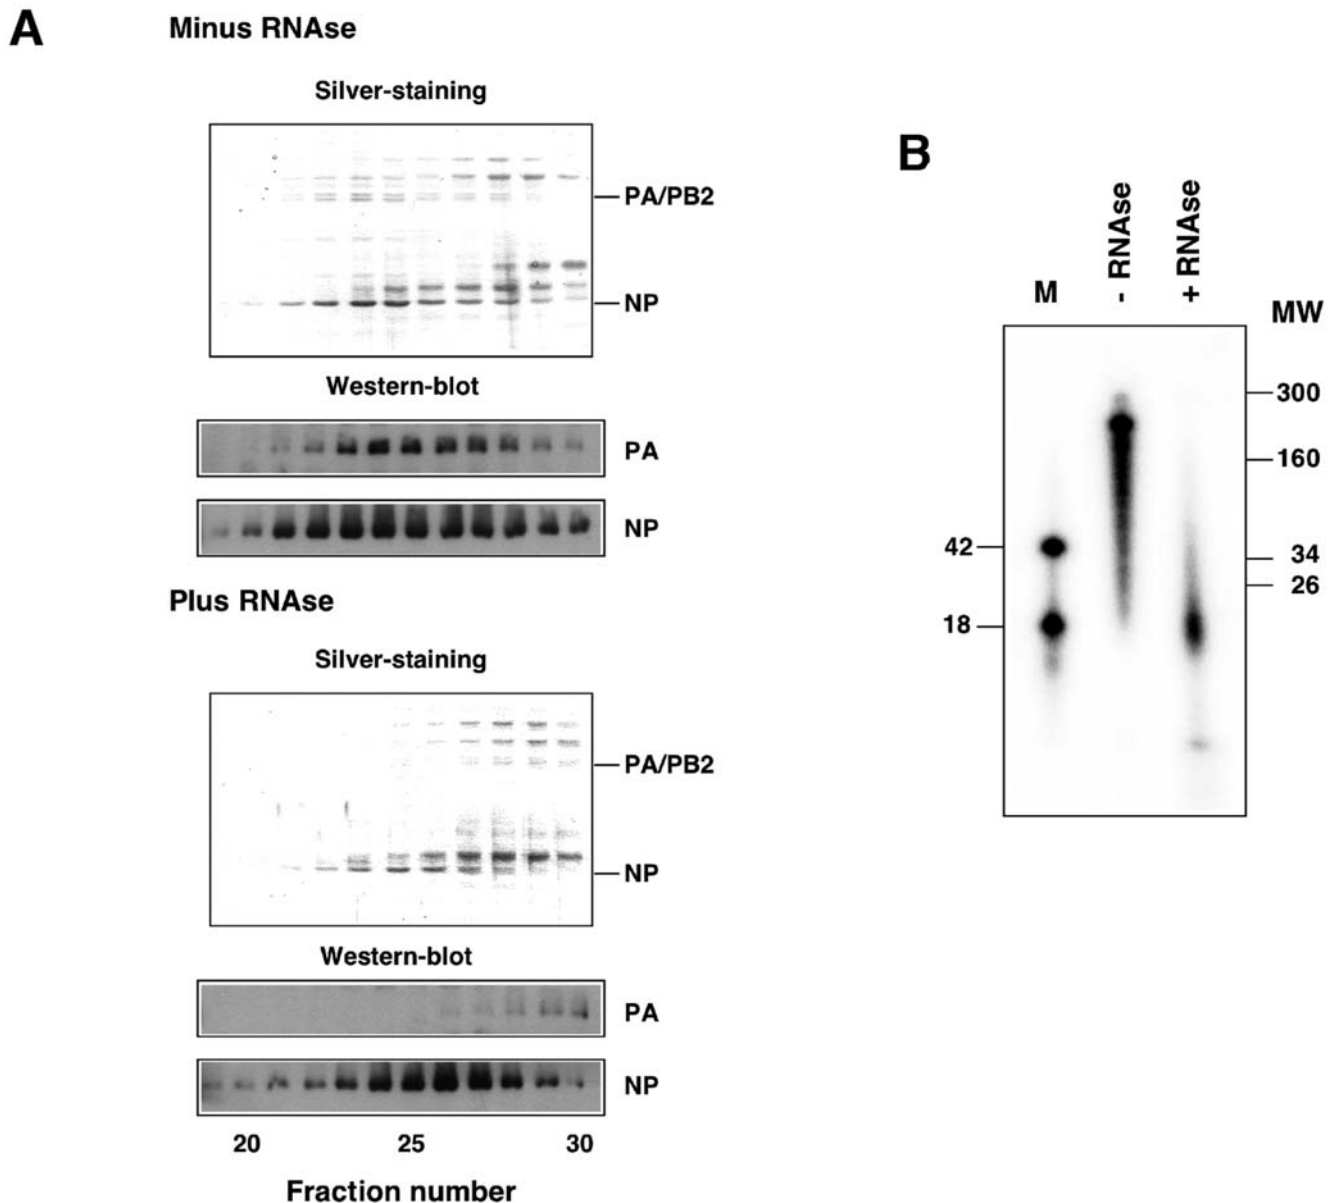 A
Minus RNAse
Silver-staining
PA/PB2
NP
Western-blot
PA
NP
Plus RNAse
Silver-staining
PA/PB2
NP
Western-blot
PA
NP
20 25 30
Fraction number
B
M - RNAse + RNAse
MW
300
160
42
34
26
18